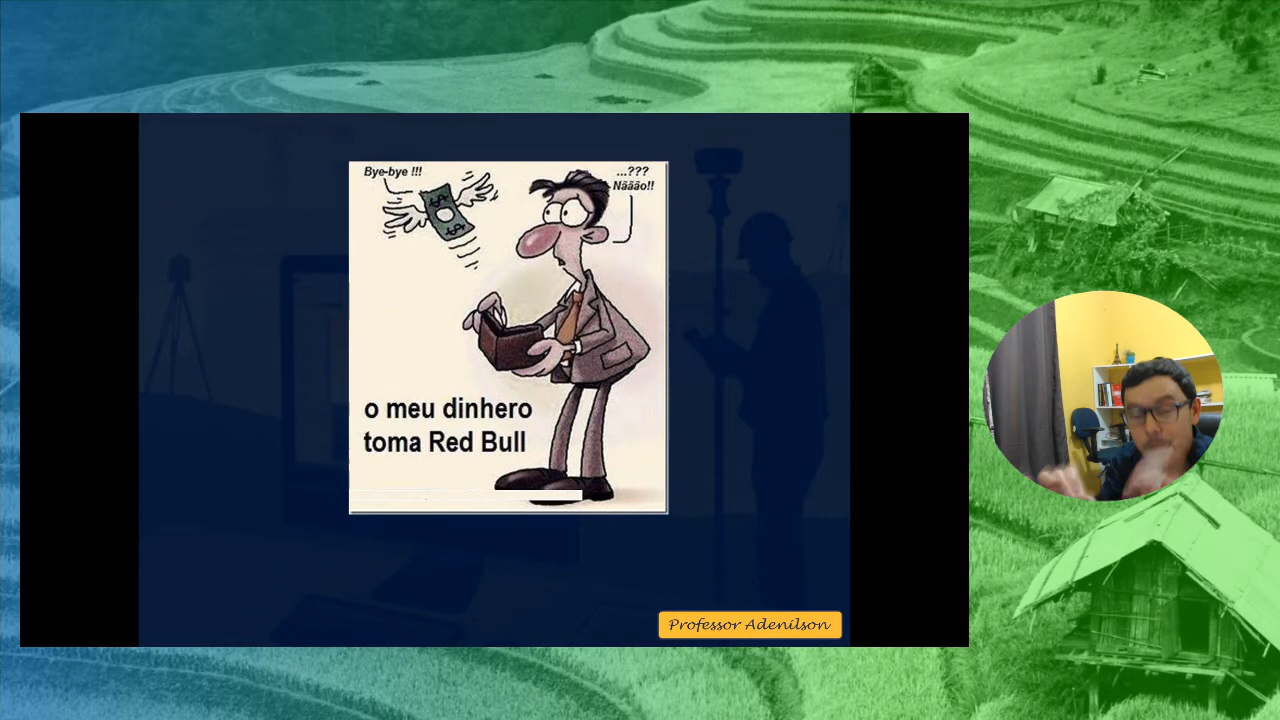 Bye-bye !!!
...???
Nããão!!
o meu dinhero
toma Red Bull
Professor Adenilson